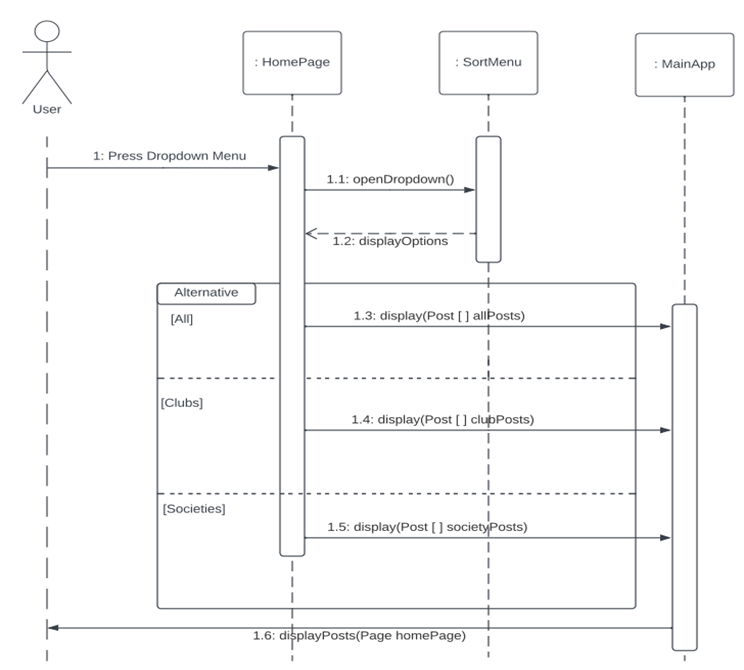 : HomePage
: SortMenu
: MainApp
User
1: Press Dropdown Menu
1.1: openDropdown()
1.2: displayOptions
Alternative
[All]
1.3: display(Post [ ] allPosts)
[Clubs]
1.4: display(Post [ ] clubPosts)
[Societies]
1.5: display(Post [ ] societyPosts)
1.6: displayPosts(Page homePage)